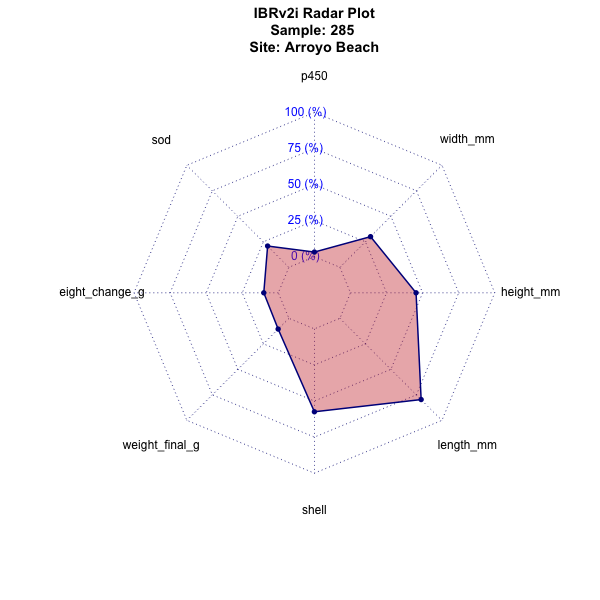 IBRv2i Radar Plot
Sample: 285
Site: Arroyo Beach
p450
100 (%)
sod
width_mm
75 (%)
50 (%)
25 (%)
0 (%)
eight_change_g
height_mm
weight_final_g
length_mm
shell